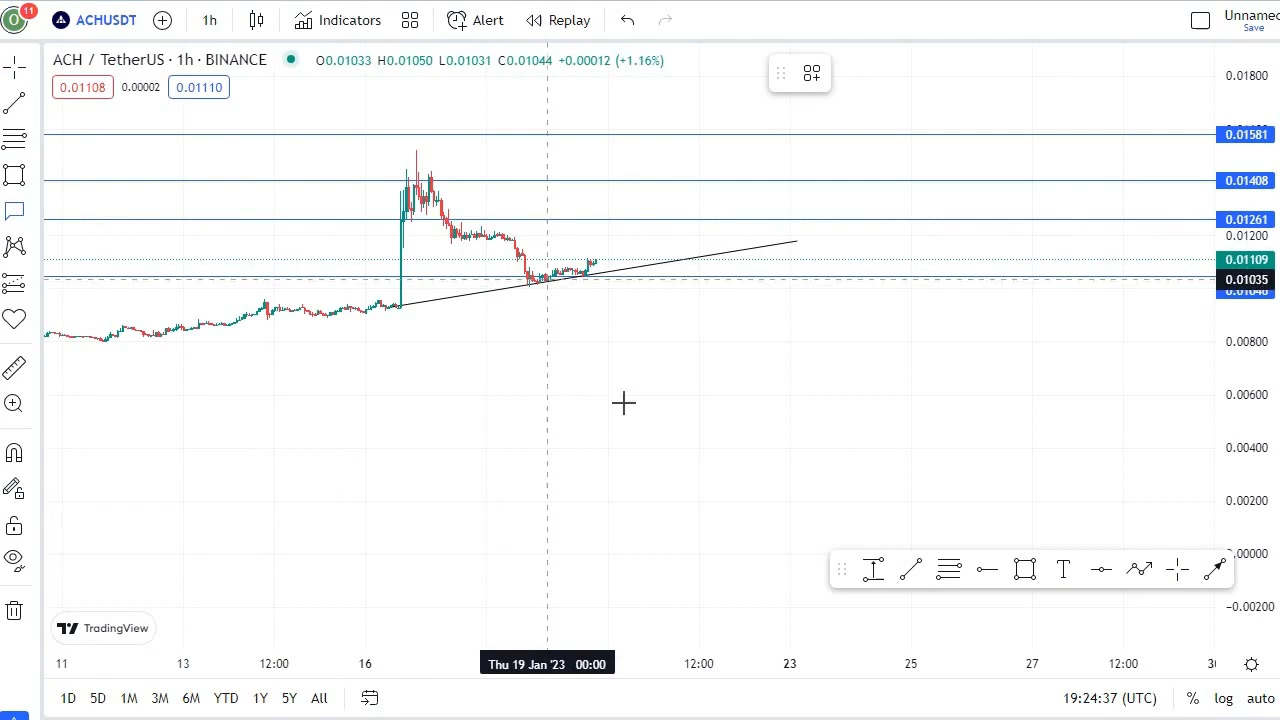 11
ACHUSDT
1h
Indicators
Alert
Replay
Unnamed
Save
ACH / TetherUS · 1h · BINANCE
O0.01033 H0.01050 L0.01031 C0.01044 +0.00012 (+1.16%)
0.01108
0.00002
0.01110
0.01800
0.01581
0.01408
0.01261
0.01200
0.01109
0.01035
0.00800
0.00600
0.00400
0.00200
0.00000
−0.00200
TradingView
11
13
12:00
16
Thu 19 Jan '23 00:00
12:00
23
25
27
12:00
1D 5D 1M 3M 6M YTD 1Y 5Y All
19:24:37 (UTC)
%
log
auto